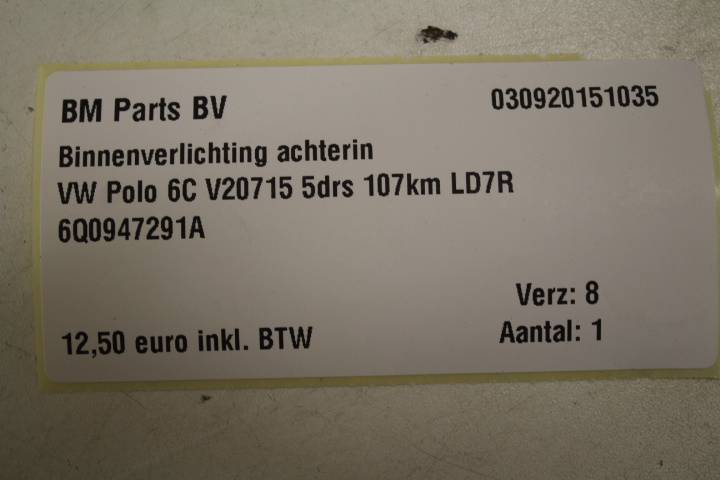 BM Parts BV 030920151035
Binnenverlichting achterin
VW Polo 6C V20715 5drs 107km LD7R
6Q0947291A
Verz: 8
12,50 euro inkl. BTW Aantal: 1